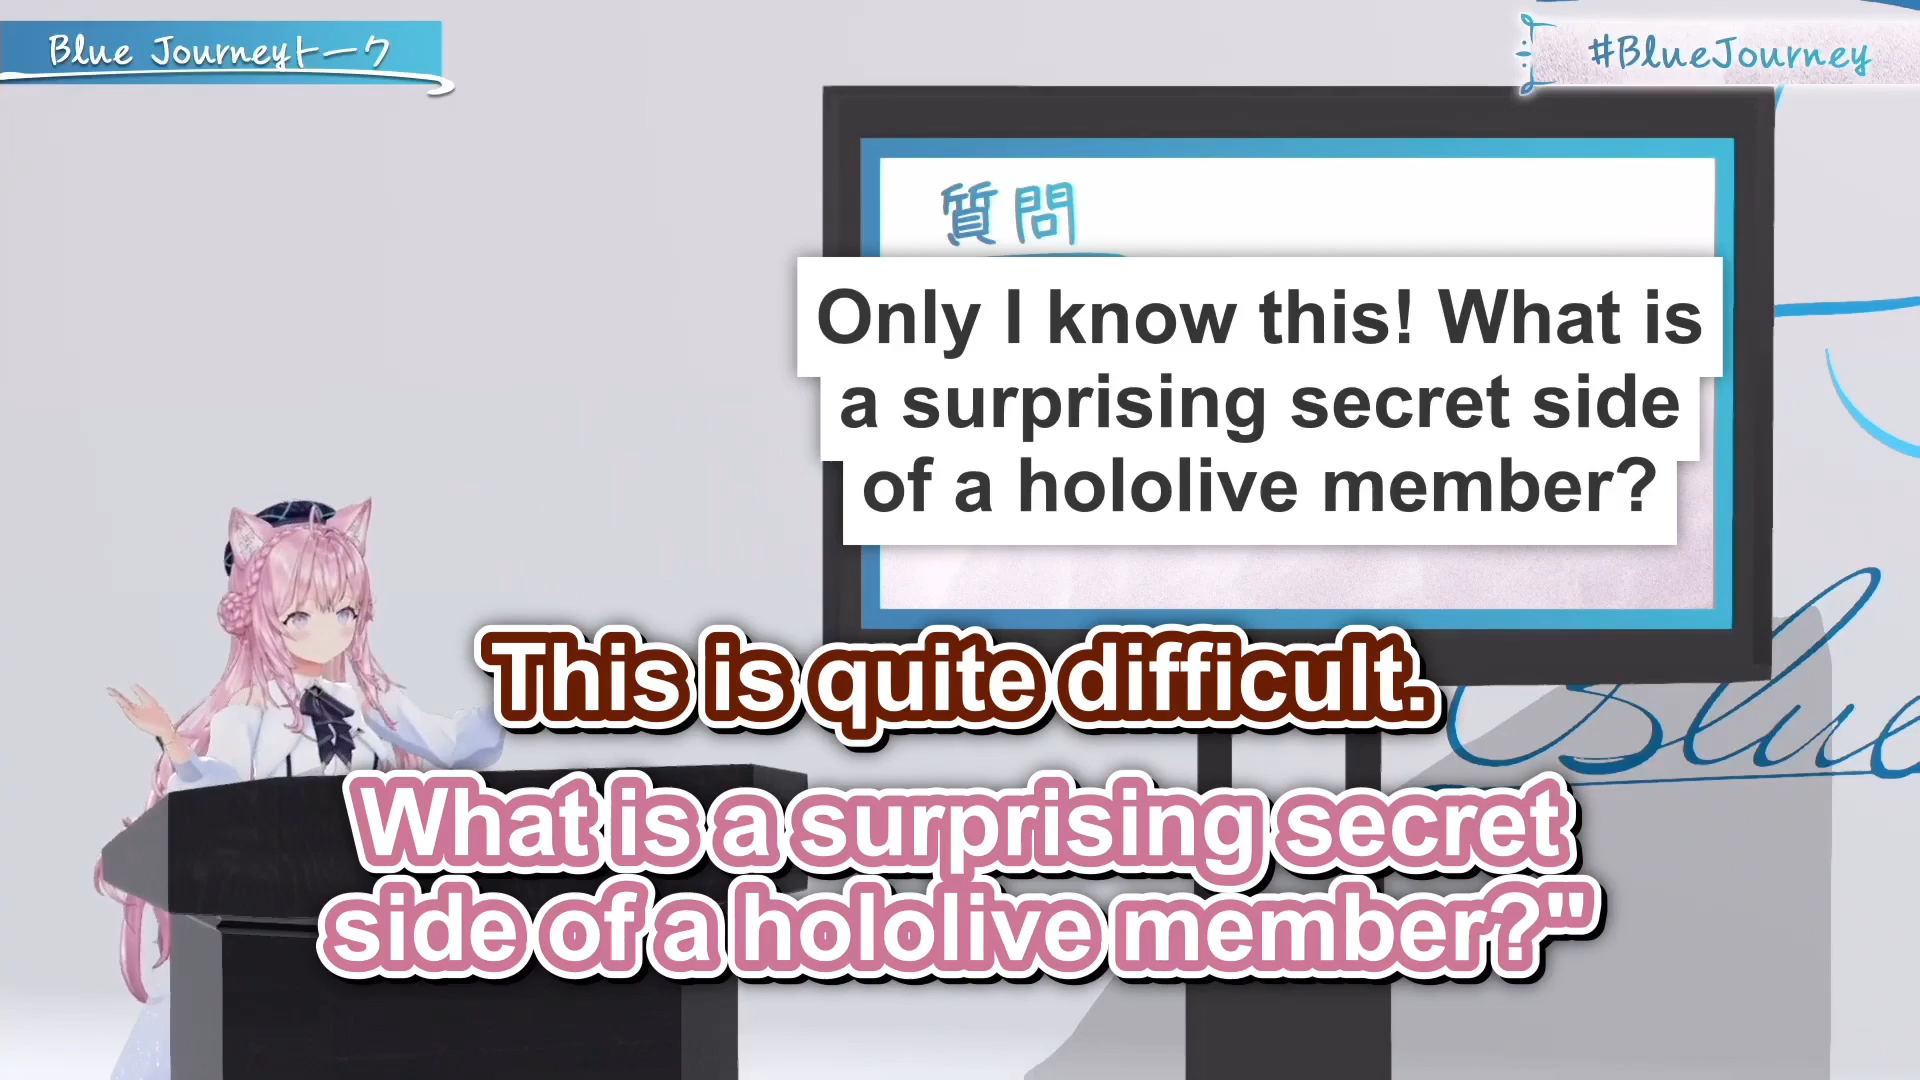 Blue Journeyトーク
#BlueJourney
質問
Only I know this! What is
a surprising secret side
of a hololive member?
Blue
This is quite difficult.
What is a surprising secret
side of a hololive member?"